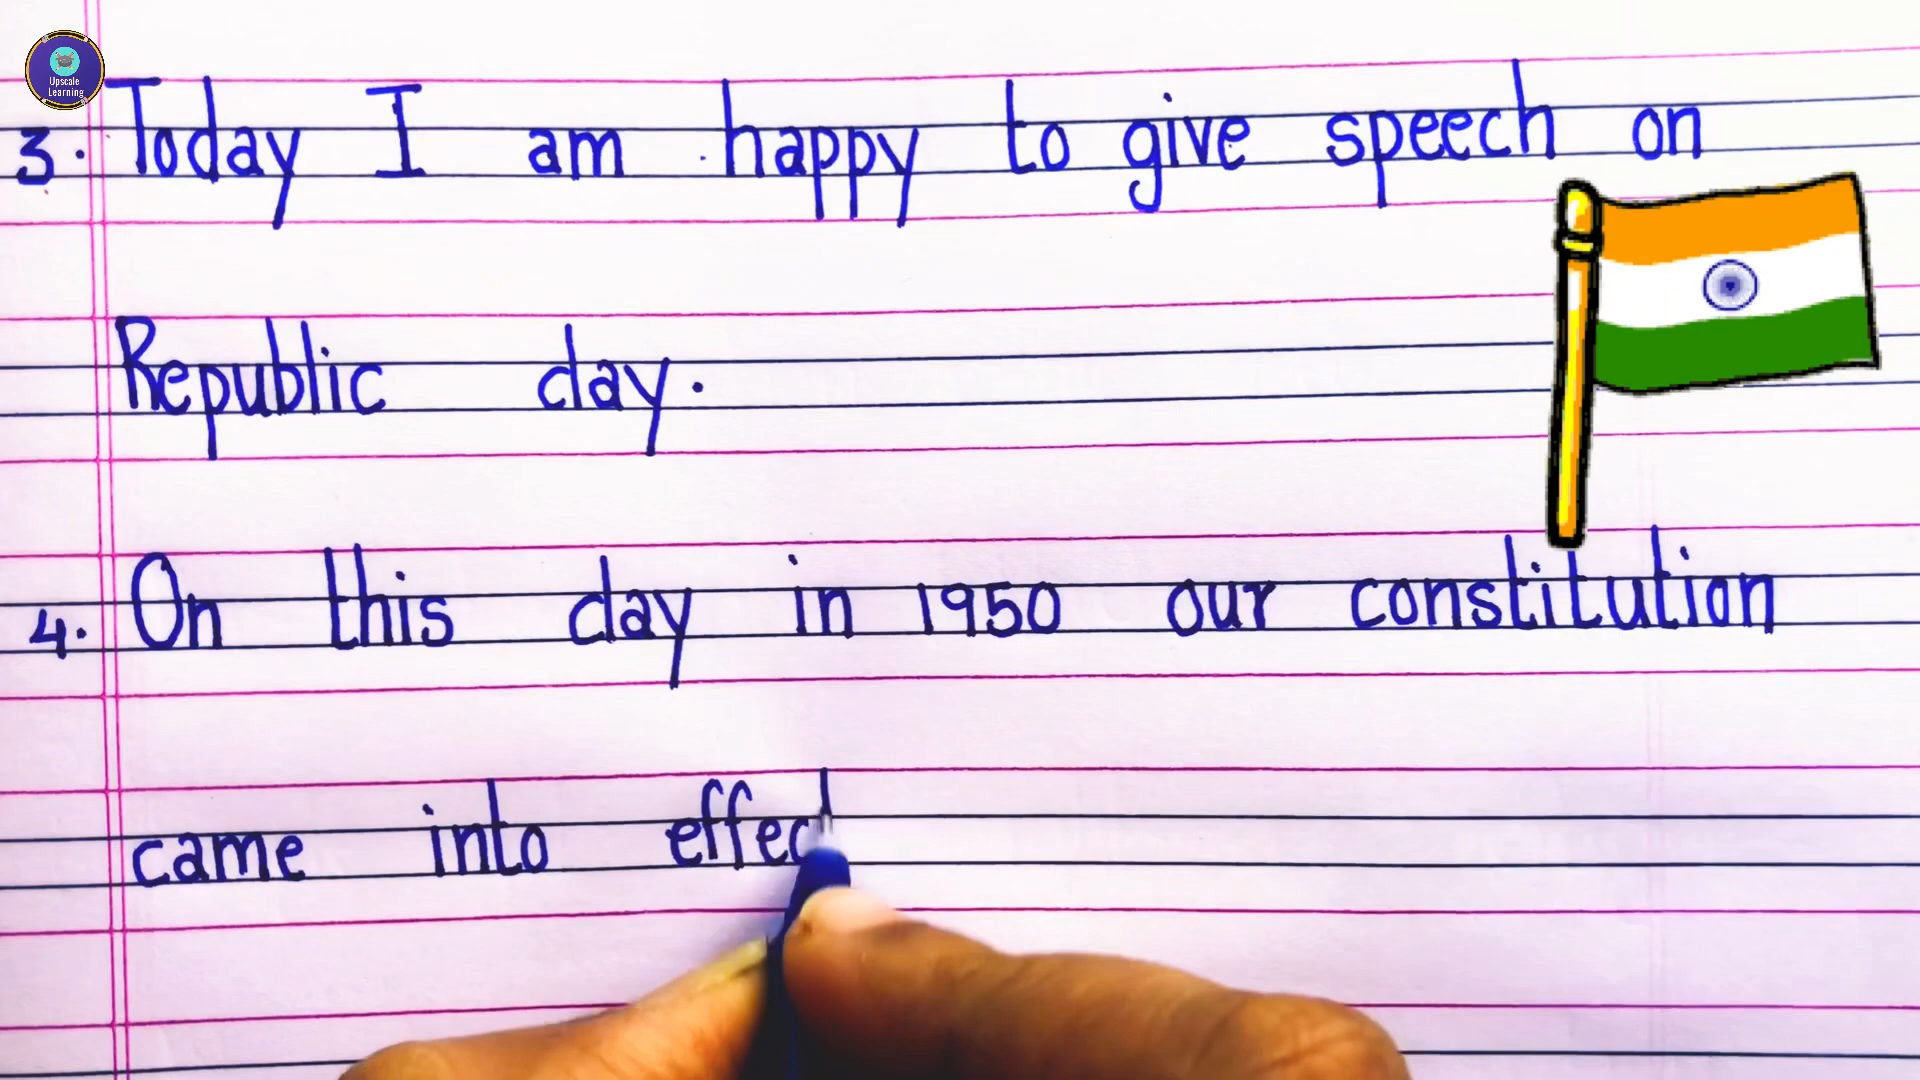 Upscale
Learning
3. Today I am happy to give speech on
Republic day.
4. On this day in 1950 our constitution
came into effec